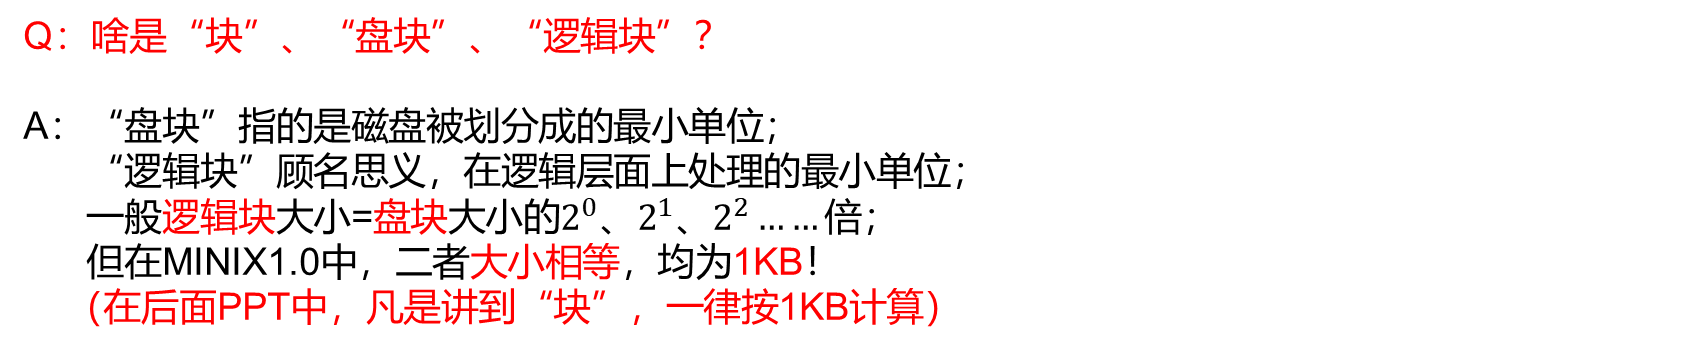 Q：啥是“块”、“盘块”、“逻辑块”？
A：“盘块”指的是磁盘被划分成的最小单位；
“逻辑块”顾名思义，在逻辑层面上处理的最小单位；
一般逻辑块大小=盘块大小的2⁰、2¹、2² ... ... 倍；
但在MINIX1.0中，二者大小相等，均为1KB！
（在后面PPT中，凡是讲到“块”，一律按1KB计算）